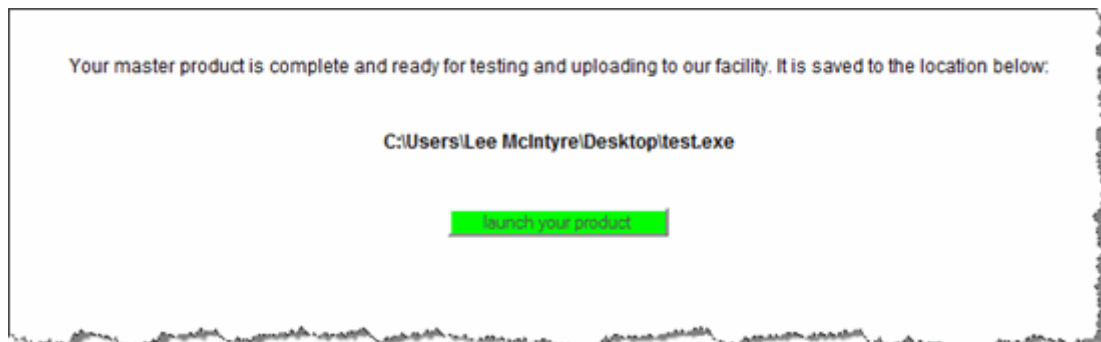 Your master product is complete and ready for testing and uploading to our facility. It is saved to the location below:
C:\Users\Lee McIntyre\Desktop\test.exe
launch your product